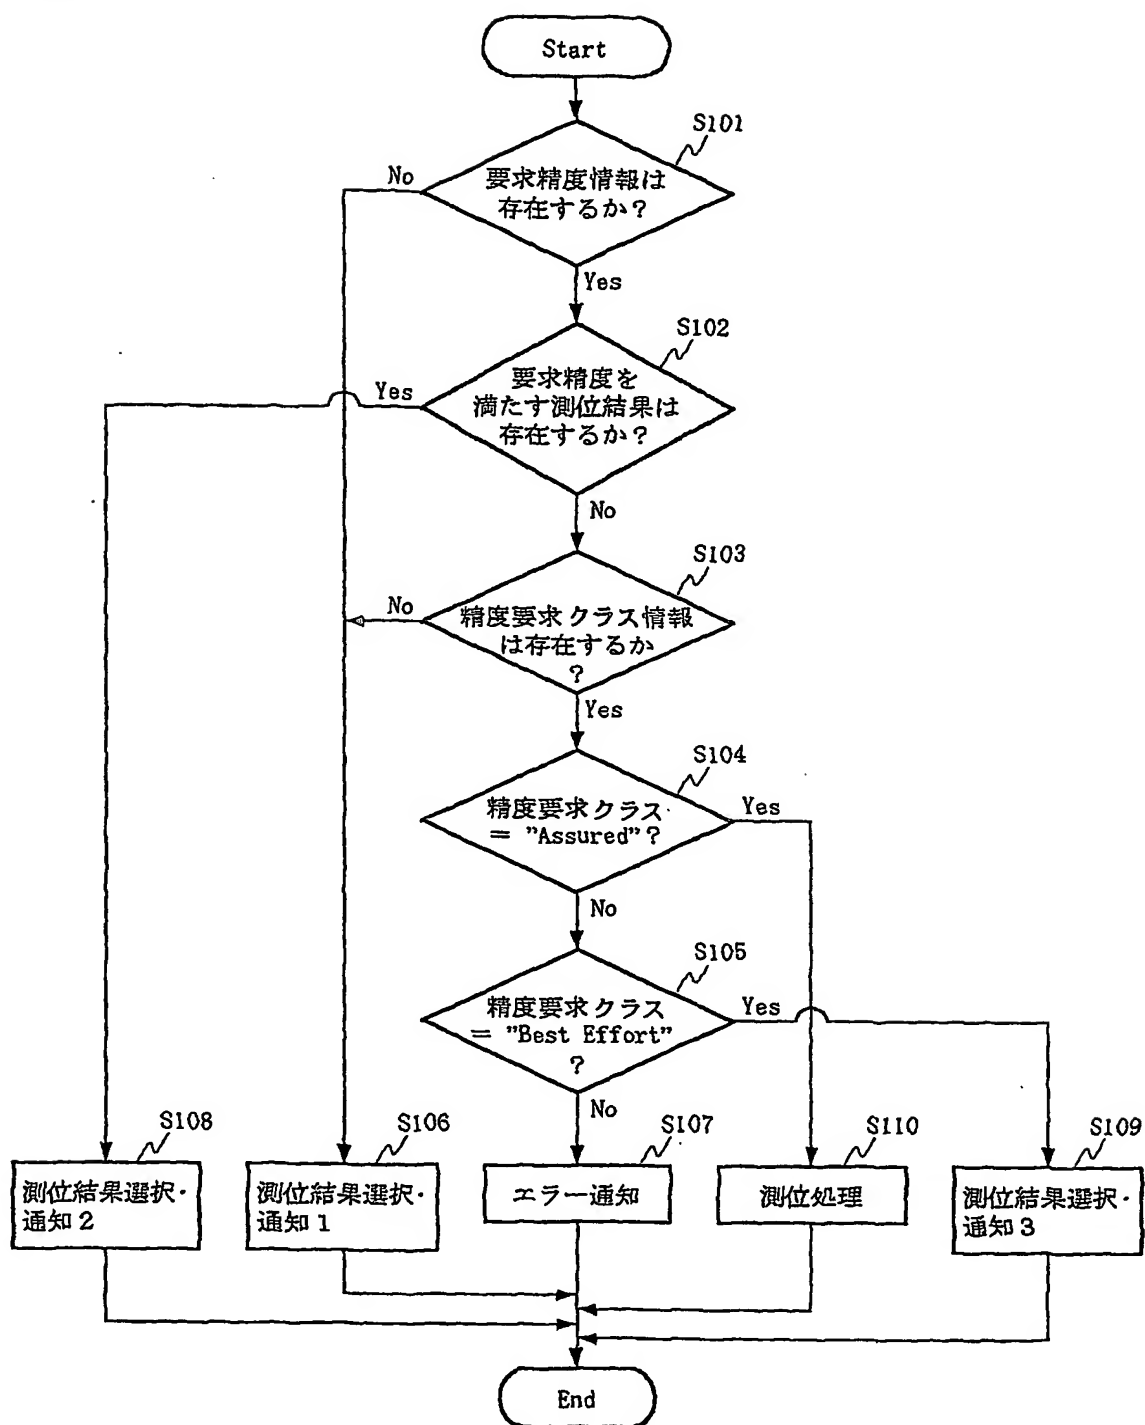 Start
S101
要求精度情報は
存在するか?
No
Yes
S102
要求精度を
満たす測位結果は
存在するか?
Yes
No
S103
精度要求クラス情報
は存在するか
?
No
Yes
S104
精度要求クラス
= "Assured"?
Yes
No
S105
精度要求クラス
= "Best Effort"
?
Yes
No
S108
測位結果選択・
通知2
S106
測位結果選択・
通知1
S107
エラー通知
S110
測位処理
S109
測位結果選択・
通知3
End